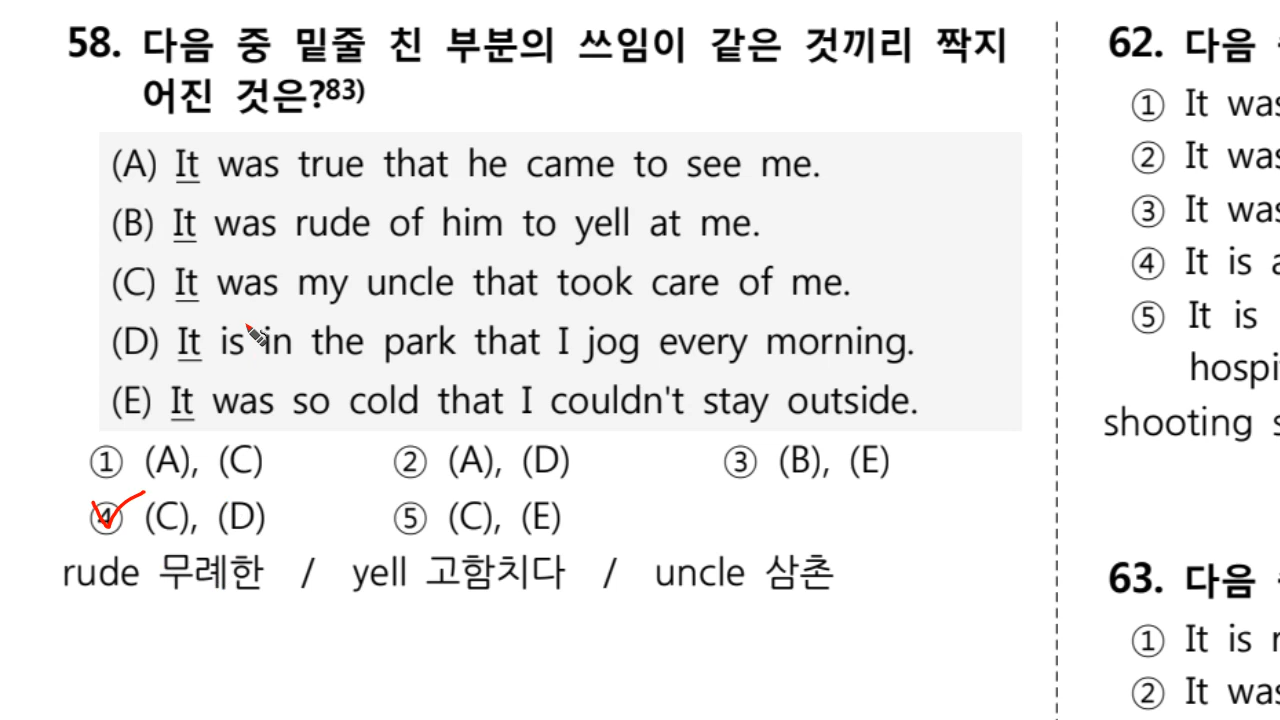 58. 다음 중 밑줄 친 부분의 쓰임이 같은 것끼리 짝지
어진 것은?83)
(A) It was true that he came to see me.
(B) It was rude of him to yell at me.
(C) It was my uncle that took care of me.
(D) It is in the park that I jog every morning.
(E) It was so cold that I couldn't stay outside.
① (A), (C) ② (A), (D) ③ (B), (E)
④ (C), (D) ⑤ (C), (E)
rude 무례한 / yell 고함치다 / uncle 삼촌
62. 다음
① It was
② It was
③ It was
④ It is a
⑤ It is
hospi
shooting s
63. 다음
① It is
② It was